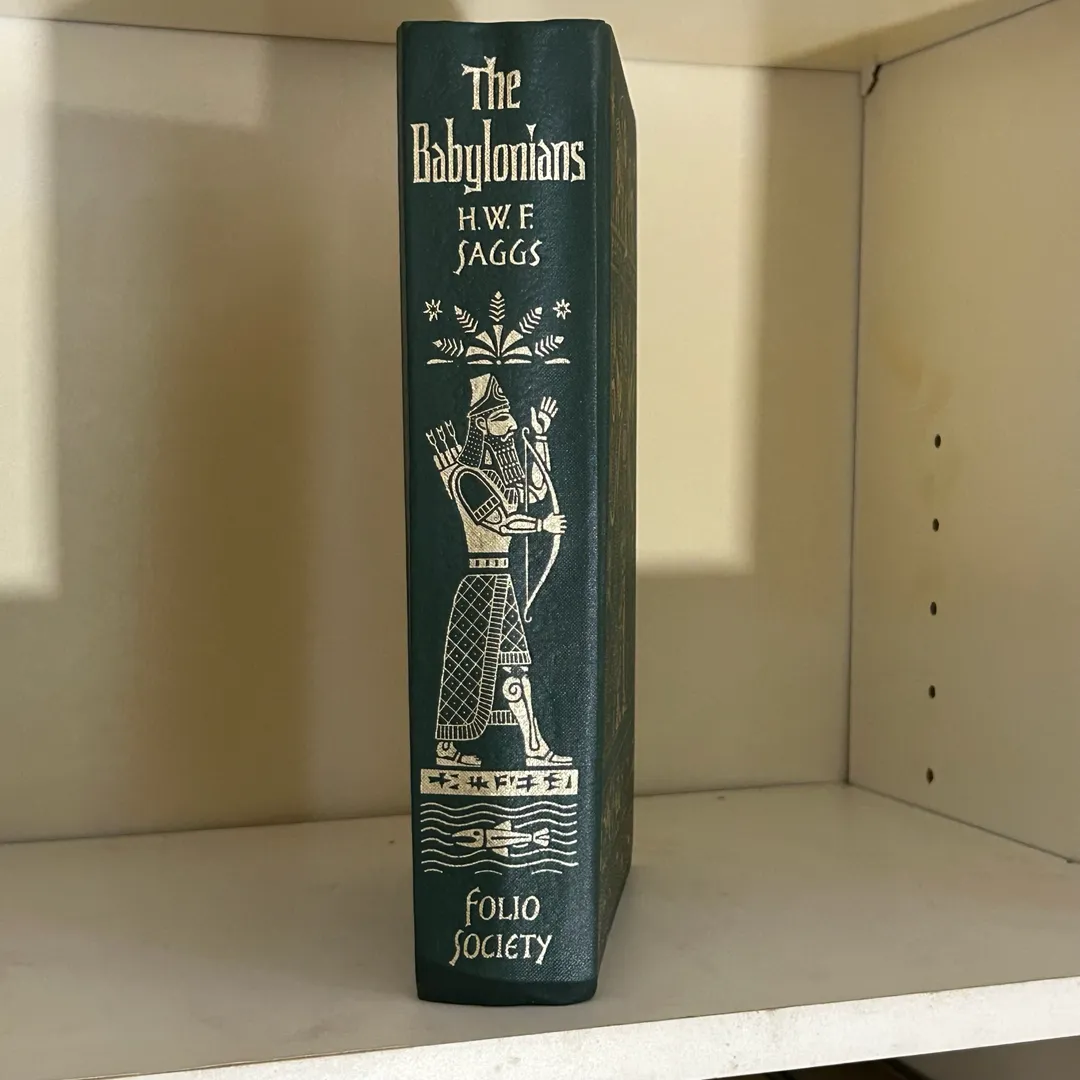 The
Babylonians
H. W. F.
SAGGS
FOLIO
SOCIETY